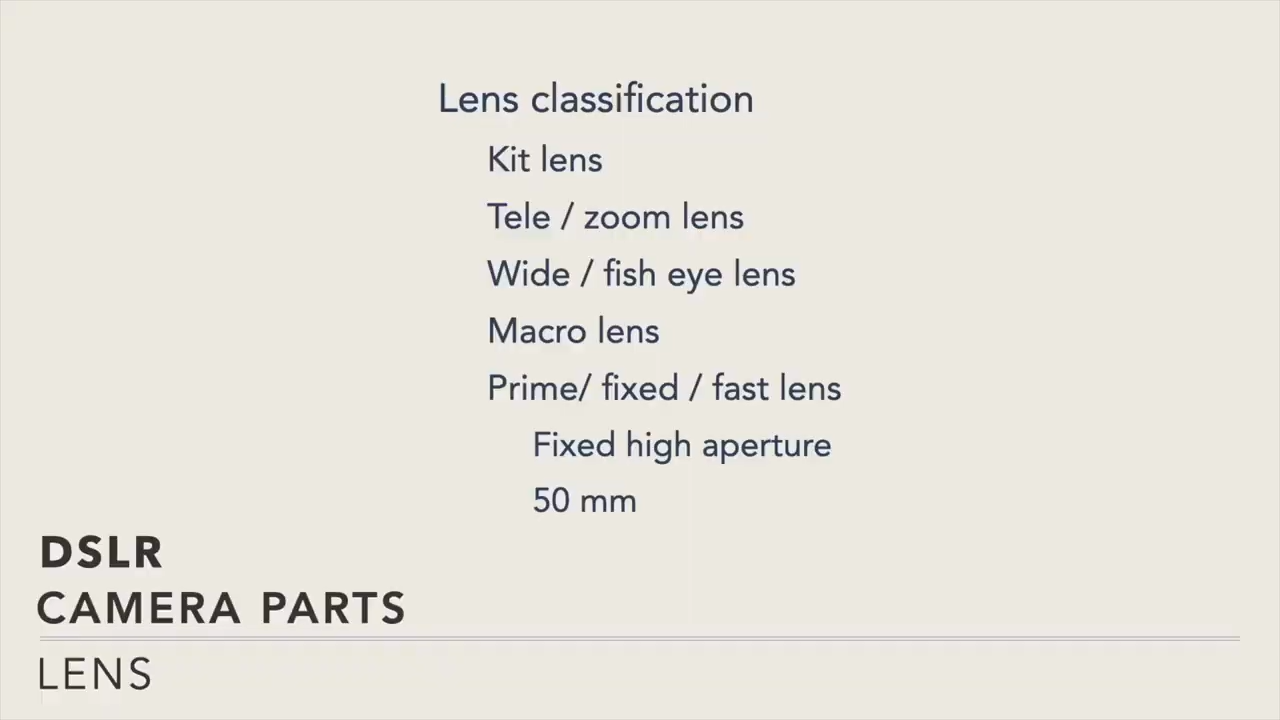 Lens classification
Kit lens
Tele / zoom lens
Wide / fish eye lens
Macro lens
Prime/ fixed / fast lens
Fixed high aperture
50 mm
DSLR
CAMERA PARTS
LENS